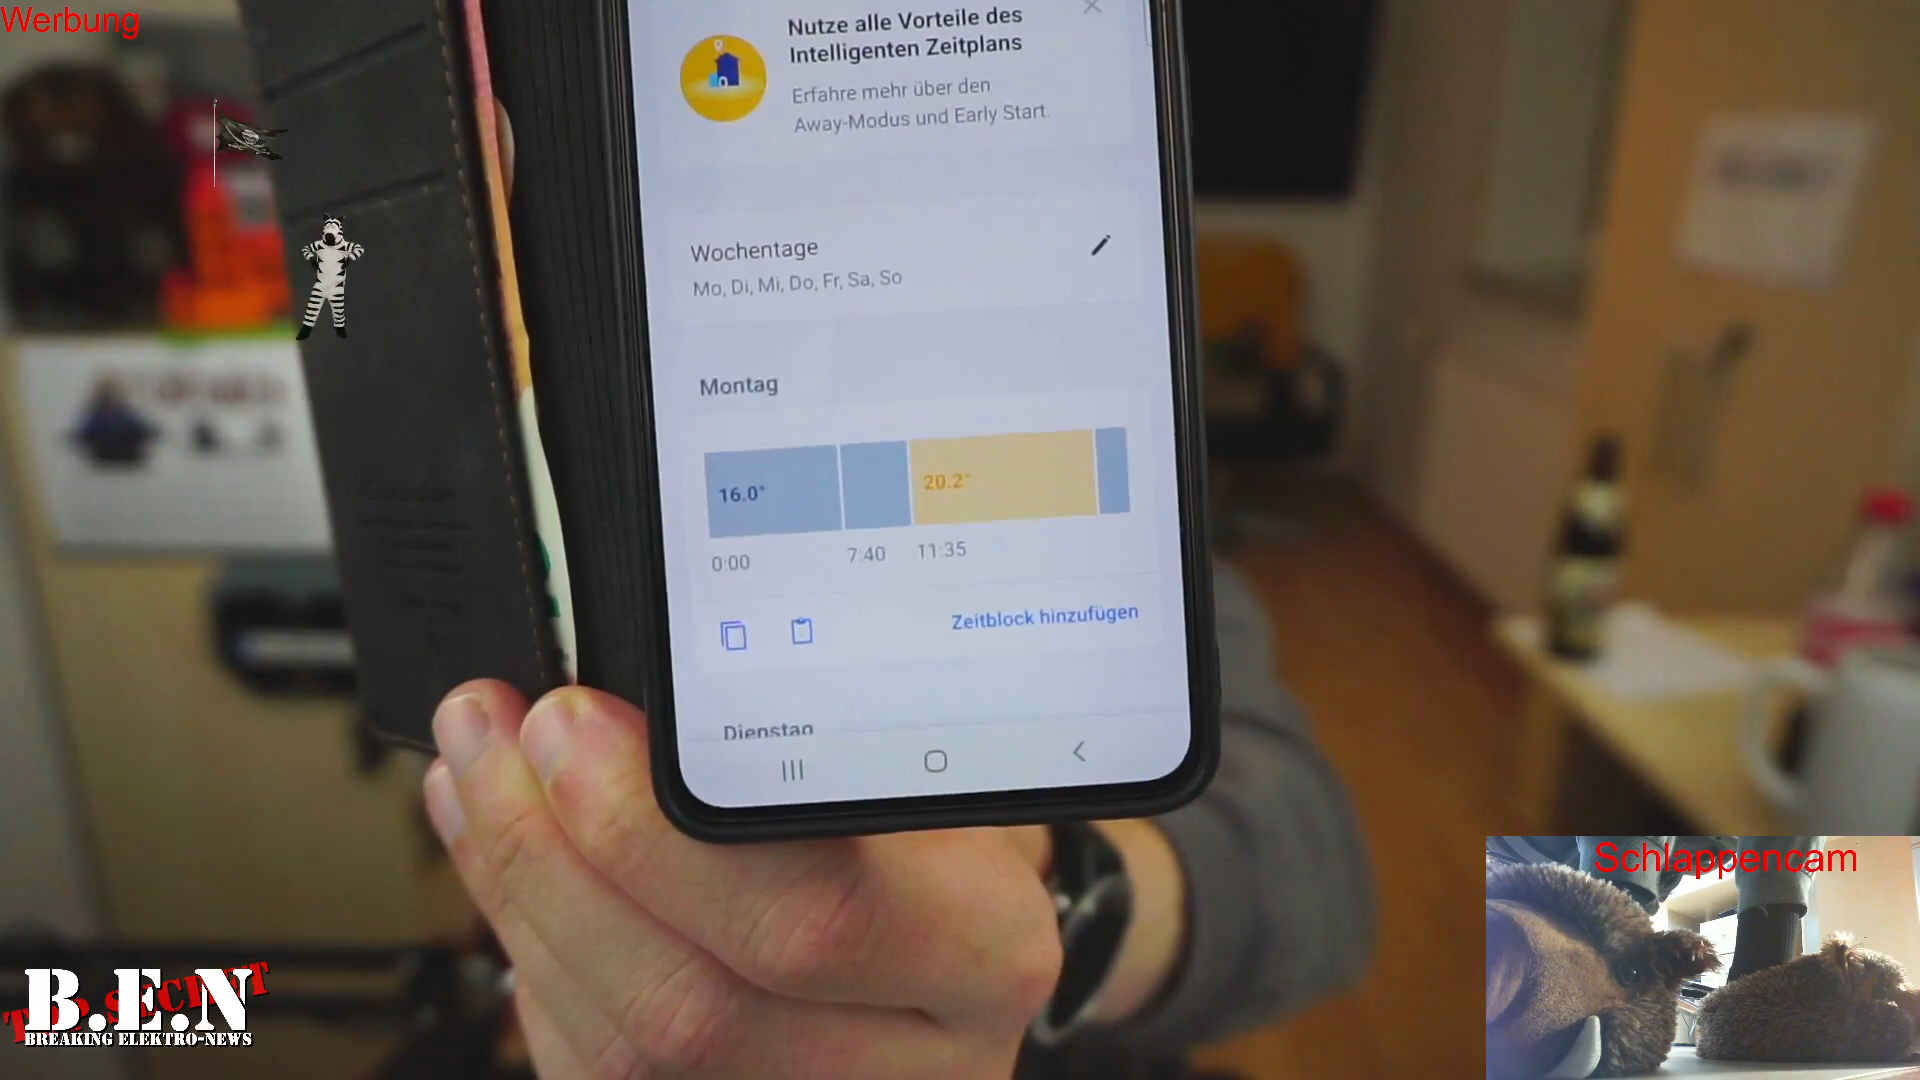 Werbung
Nutze alle Vorteile des
Intelligenten Zeitplans
Erfahre mehr über den
Away-Modus und Early Start.
Wochentage
Mo, Di, Mi, Do, Fr, Sa, So
Montag
16.0°
20.2°
0:00
7:40
11:35
Zeitblock hinzufügen
Dienstag
Schlappencam
TOP SECRET
B.E.N
BREAKING ELEKTRO-NEWS